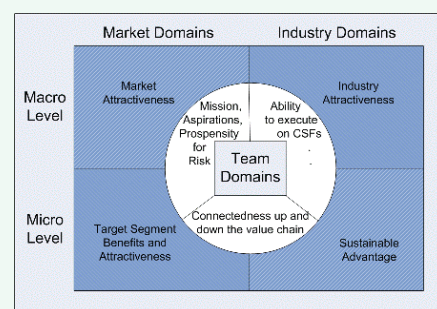 Market Domains
Industry Domains
Macro
Level
Market
Attractiveness
Mission,
Aspirations,
Prospensity
for
Risk
Ability
to execute
on CSFs
.
.
Industry
Attractiveness
Team
Domains
Micro
Level
Target Segment
Benefits and
Attractiveness
Connectedness up and
down the value chain
Sustainable
Advantage